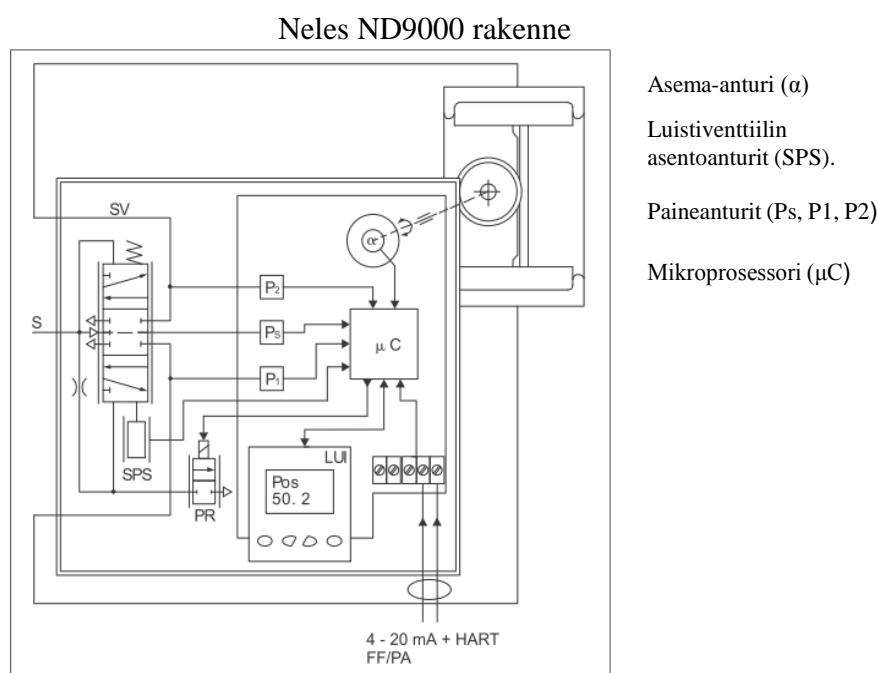 Neles ND9000 rakenne
Asema-anturi (α)
Luistiventtiilin
asentoanturit (SPS).
Paineanturit (Ps, P1, P2)
Mikroprosessori (μC)
SV
α
P2
S
PS
μ C
P1
SPS
LUI
Pos
50. 2
PR
4 - 20 mA + HART
FF/PA